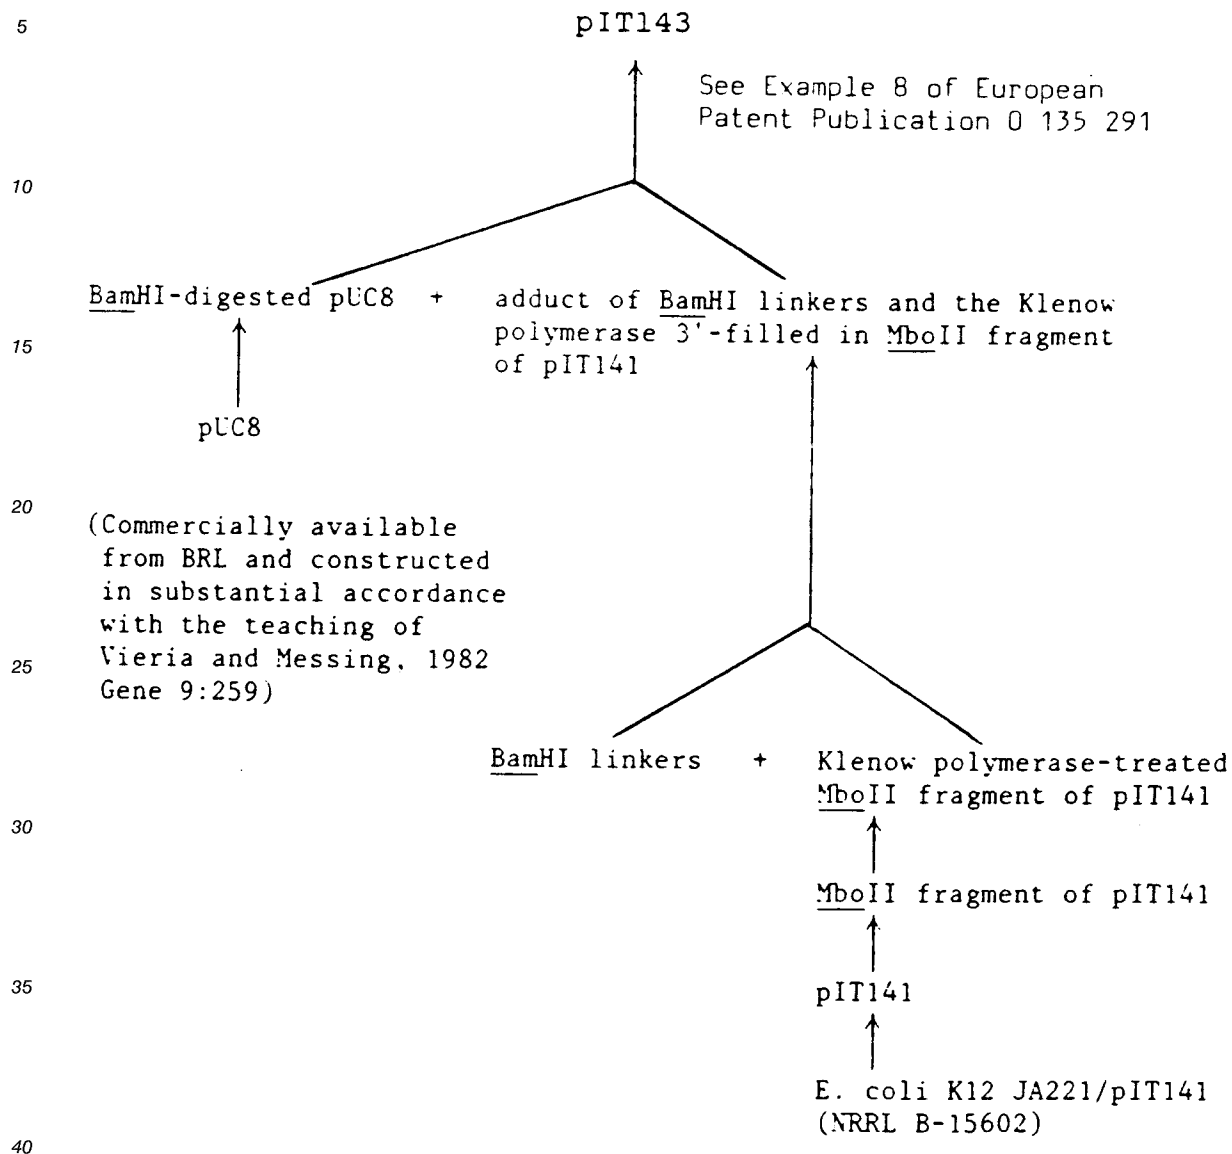 5
pIT143
See Example 8 of European
Patent Publication 0 135 291
10
BamHI-digested pUC8 + adduct of BamHI linkers and the Klenow
15
polymerase 3'-filled in MboII fragment
of pIT141
pUC8
20
(Commercially available
from BRL and constructed
in substantial accordance
with the teaching of
25
Vieria and Messing, 1982
Gene 9:259)
BamHI linkers + Klenow polymerase-treated
MboII fragment of pIT141
30
MboII fragment of pIT141
35
pIT141
E. coli K12 JA221/pIT141
(NRRL B-15602)
40